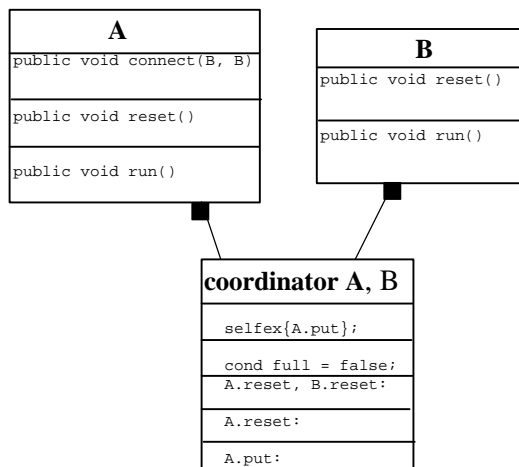 A
public void connect(B, B)
public void reset()
public void run()
B
public void reset()
public void run()
coordinator A, B
selfex{A.put};
cond full = false;
A.reset, B.reset:
A.reset:
A.put: